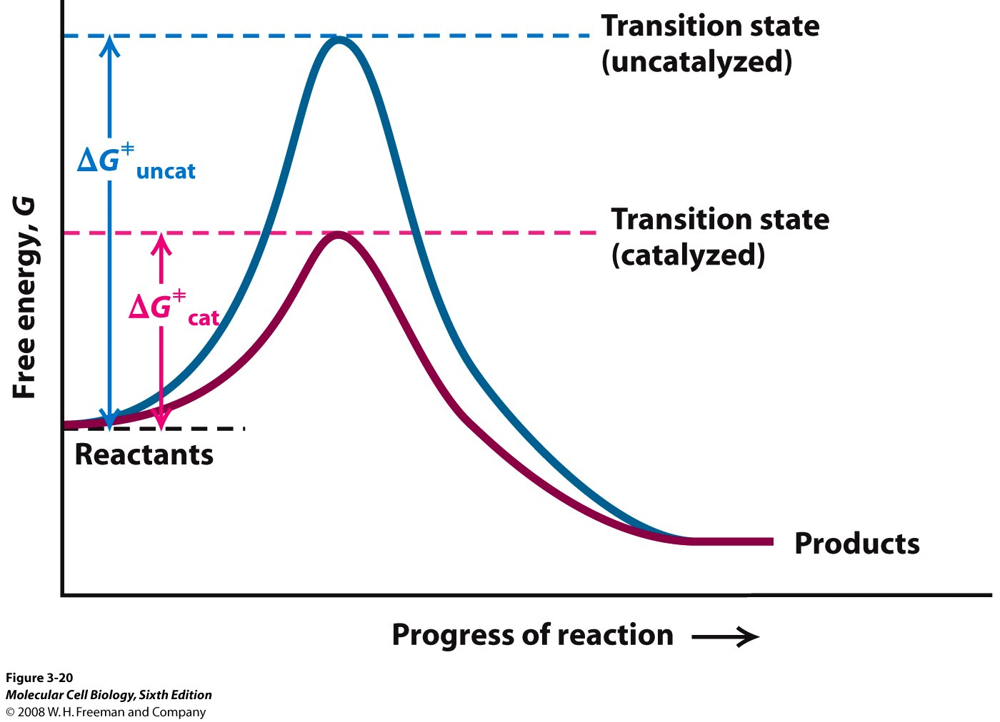 Transition state
(uncatalyzed)
ΔG‡uncat
Transition state
(catalyzed)
ΔG‡cat
Free energy, G
Reactants
Products
Progress of reaction
Figure 3-20
Molecular Cell Biology, Sixth Edition
© 2008 W. H. Freeman and Company